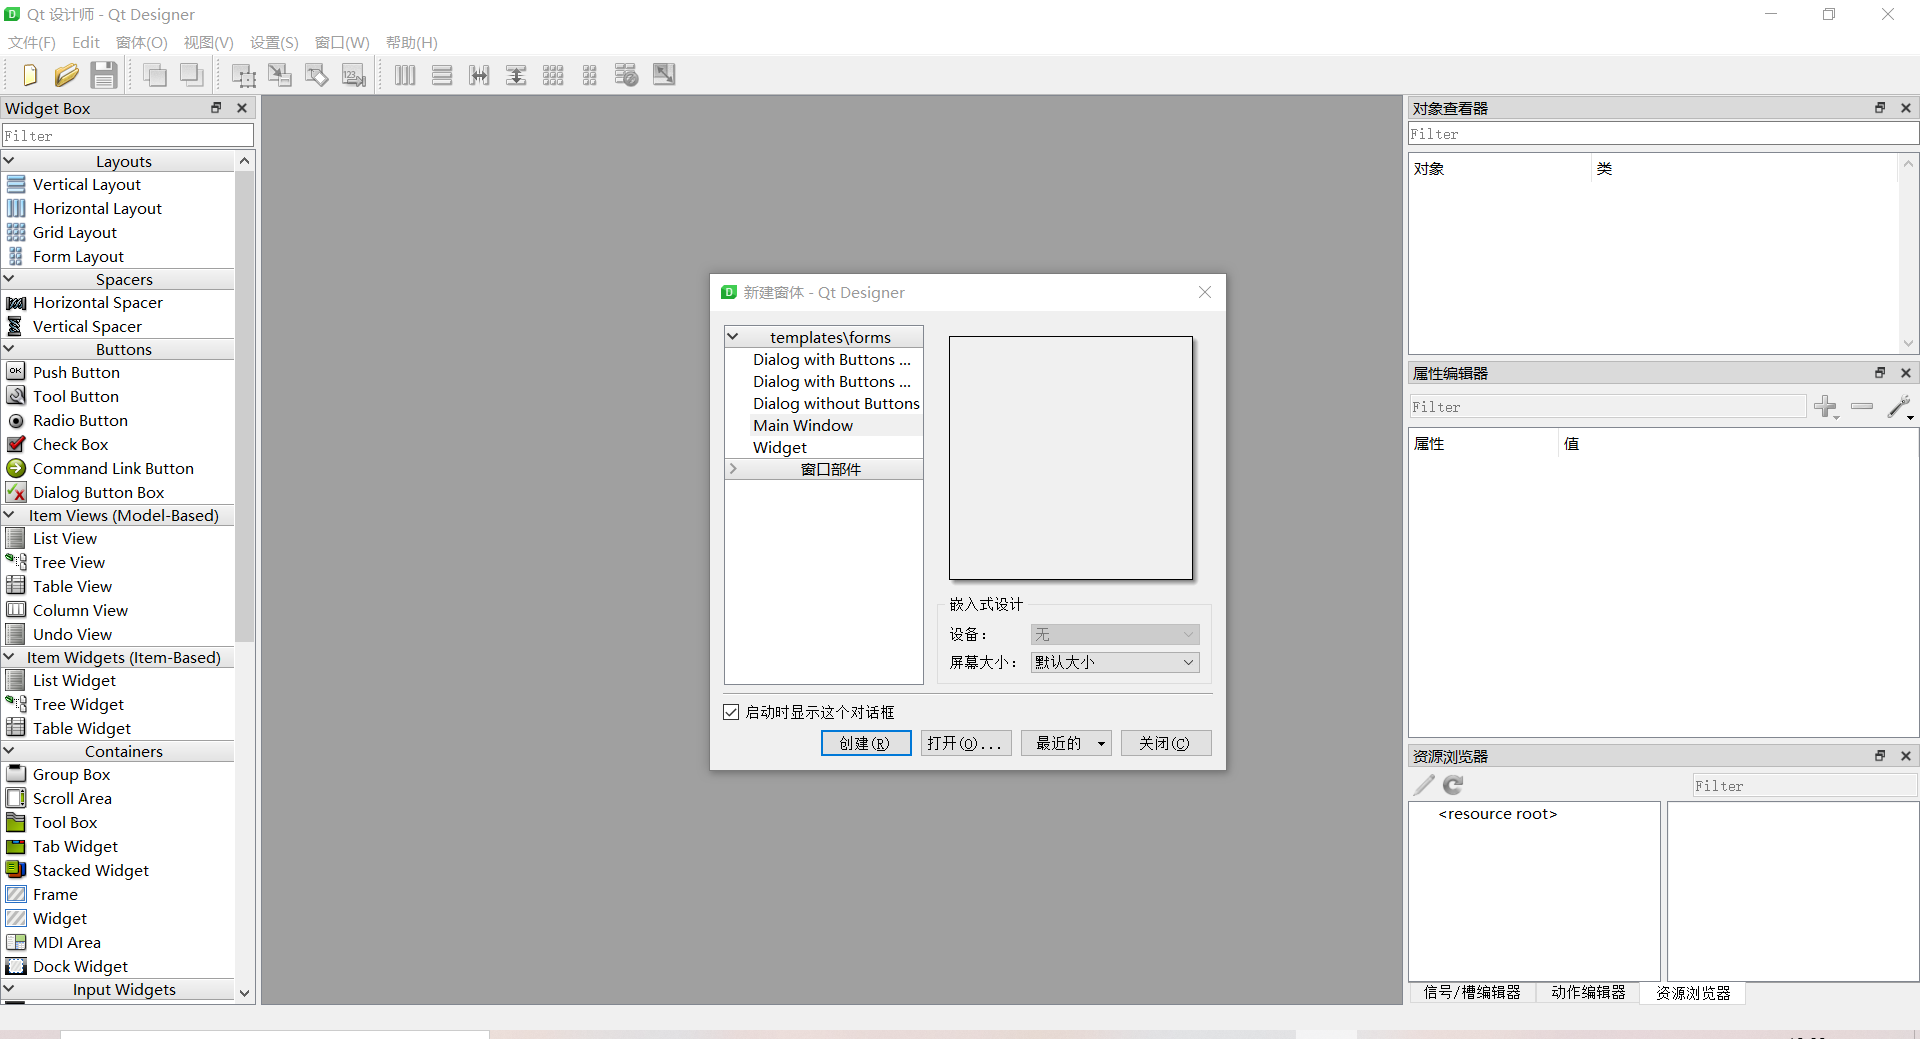 Qt 设计师 - Qt Designer
文件(F) Edit 窗体(O) 视图(V) 设置(S) 窗口(W) 帮助(H)
Widget Box
Filter
Layouts
Vertical Layout
Horizontal Layout
Grid Layout
Form Layout
Spacers
Horizontal Spacer
Vertical Spacer
Buttons
Push Button
Tool Button
Radio Button
Check Box
Command Link Button
Dialog Button Box
Item Views (Model-Based)
List View
Tree View
Table View
Column View
Undo View
Item Widgets (Item-Based)
List Widget
Tree Widget
Table Widget
Containers
Group Box
Scroll Area
Tool Box
Tab Widget
Stacked Widget
Frame
Widget
MDI Area
Dock Widget
Input Widgets
新建窗体 - Qt Designer
templates\forms
Dialog with Buttons ...
Dialog with Buttons ...
Dialog without Buttons
Main Window
Widget
窗口部件
嵌入式设计
设备： 无
屏幕大小： 默认大小
启动时显示这个对话框
创建(R) 打开(O)... 最近的 关闭(C)
对象查看器
Filter
对象 类
属性编辑器
Filter
属性 值
资源浏览器
Filter
<resource root>
信号/槽编辑器 动作编辑器 资源浏览器